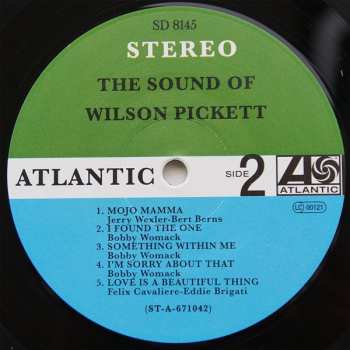 SD 8145
STEREO
THE SOUND OF
WILSON PICKETT
ATLANTIC
SIDE 2
ATLANTIC
LC 00121
1. MOJO MAMMA
Jerry Wexler-Bert Berns
2. I FOUND THE ONE
Bobby Womack
3. SOMETHING WITHIN ME
Bobby Womack
4. I'M SORRY ABOUT THAT
Bobby Womack
5. LOVE IS A BEAUTIFUL THING
Felix Cavaliere-Eddie Brigati
(ST-A-671042)